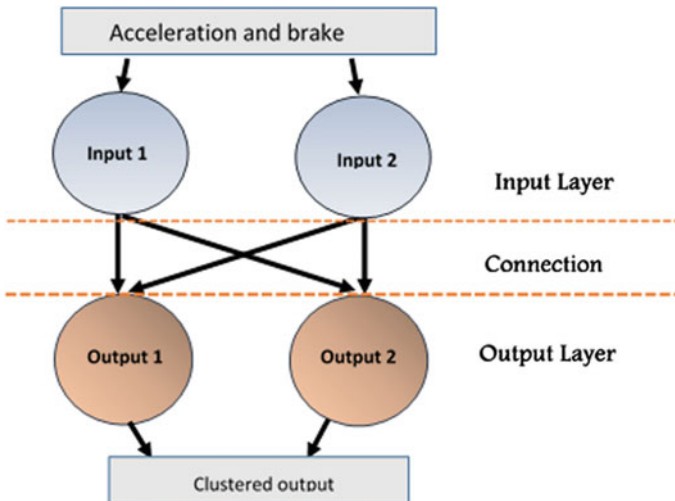 Acceleration and brake
Input 1
Input 2
Input Layer
Connection
Output 1
Output 2
Output Layer
Clustered output